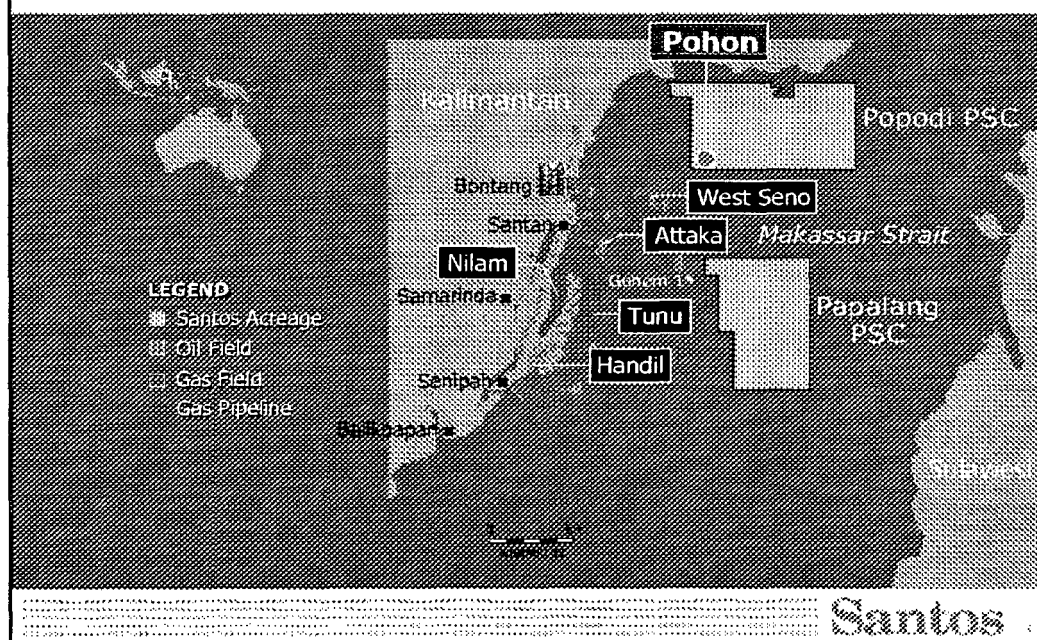 Pohon
Kalimantan
Popodi PSC
Bontang
West Seno
Santan
Attaka
Makassar Strait
Nilam
LEGEND
Samarinda
Santos Acreage
Tunu
Papalang
PSC
Oil Field
Handil
Gas Field
Senipah
Gas Pipeline
Balikpapan
Sulawesi
Santos